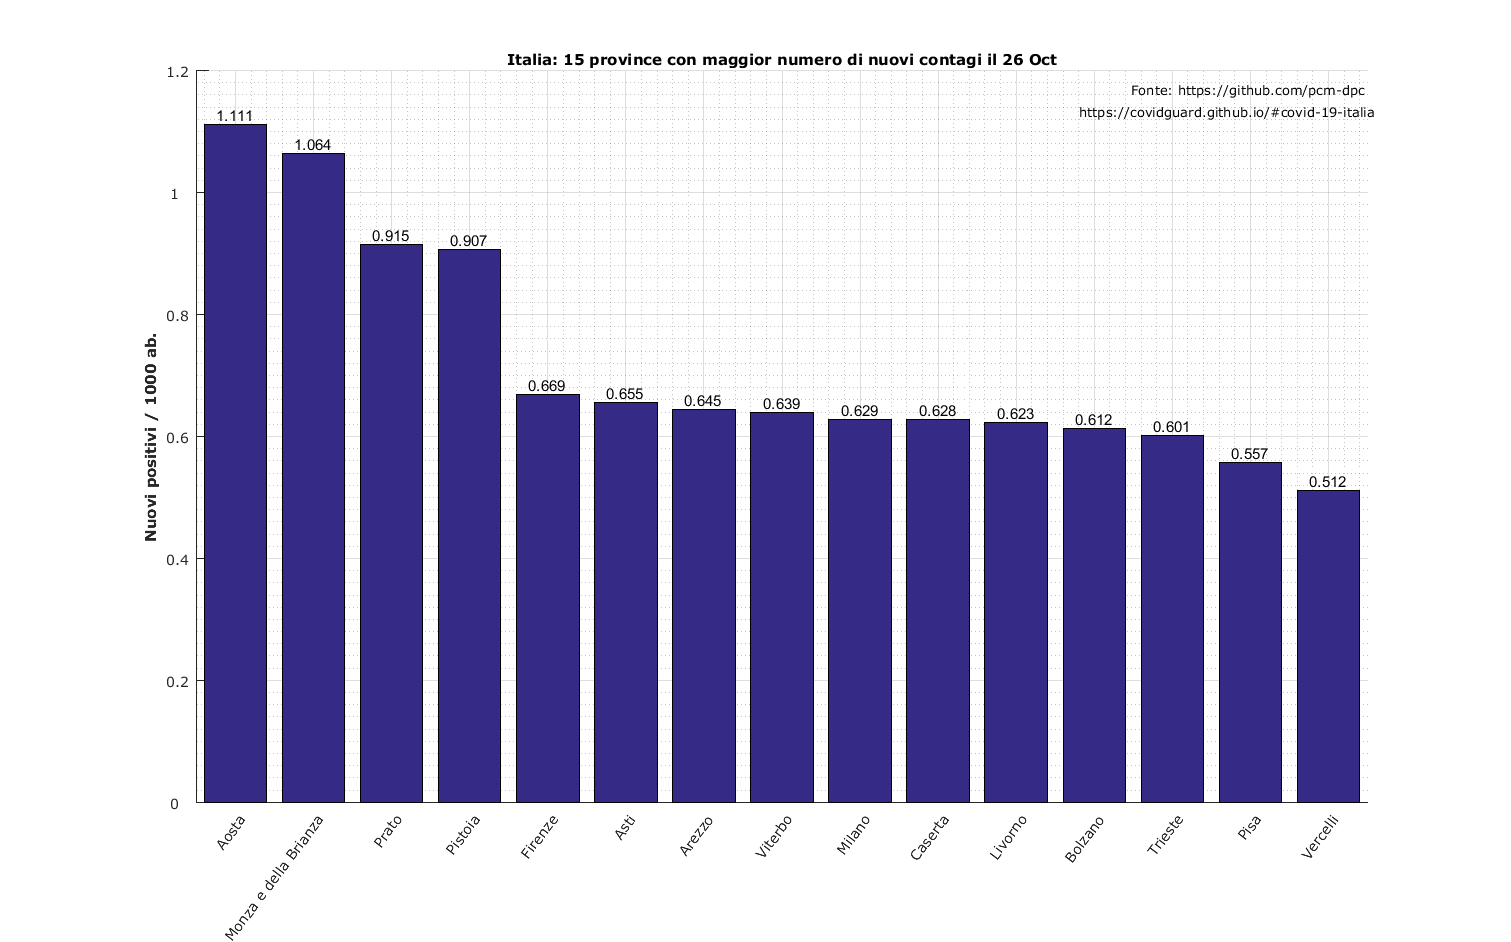 Italia: 15 province con maggior numero di nuovi contagi il 26 Oct
Fonte: https://github.com/pcm-dpc
https://covidguard.github.io/#covid-19-italia
Nuovi positivi / 1000 ab.
1.2
1
0.8
0.6
0.4
0.2
0
1.111
1.064
0.915
0.907
0.669
0.655
0.645
0.639
0.629
0.628
0.623
0.612
0.601
0.557
0.512
Aosta
Monza e della Brianza
Prato
Pistoia
Firenze
Asti
Arezzo
Viterbo
Milano
Caserta
Livorno
Bolzano
Trieste
Pisa
Vercelli